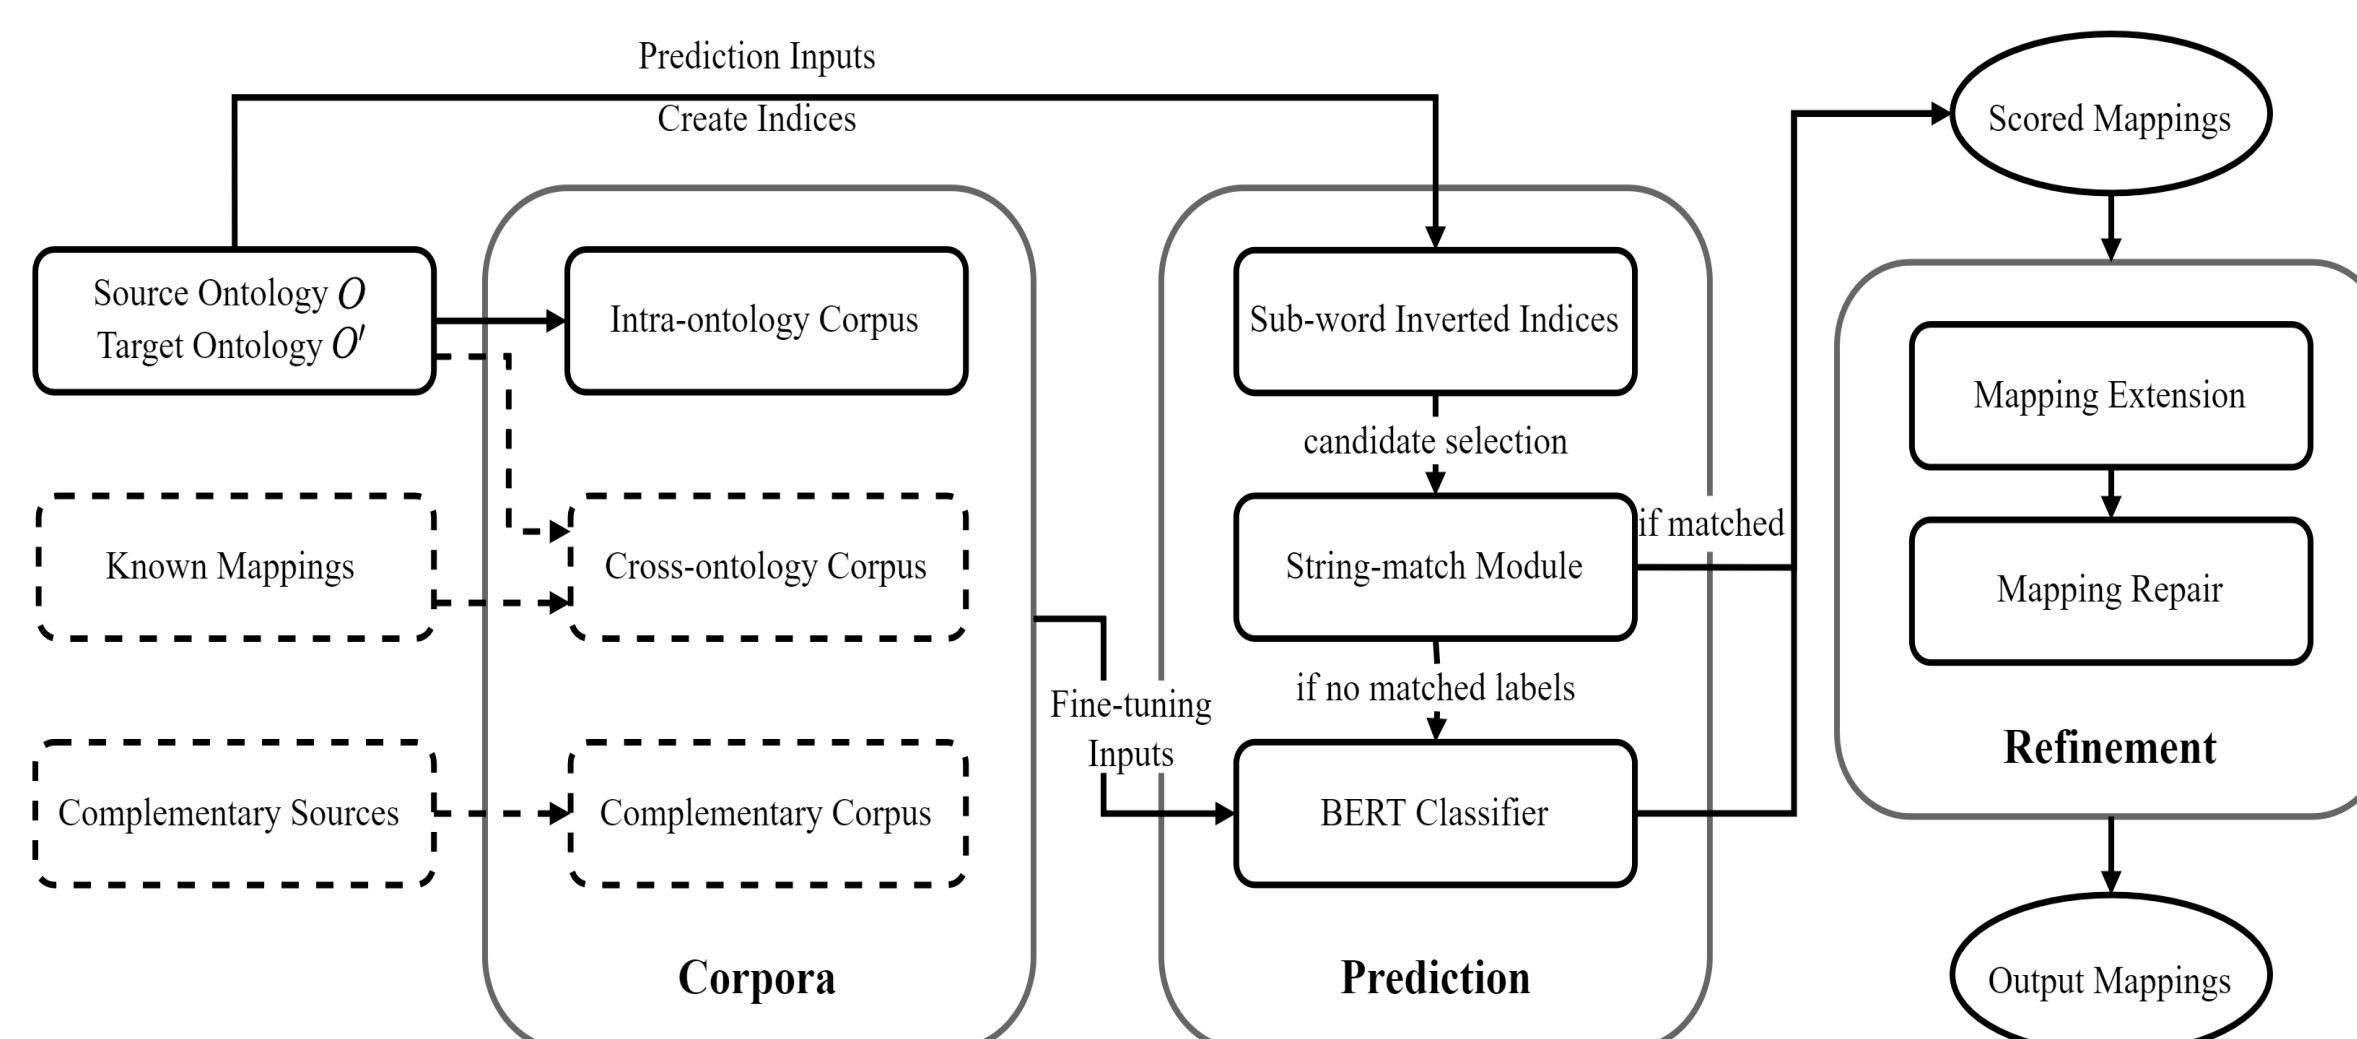 Prediction Inputs
Create Indices
Source Ontology O
Target Ontology O′
Known Mappings
Complementary Sources
Intra-ontology Corpus
Cross-ontology Corpus
Complementary Corpus
Corpora
Fine-tuning
Inputs
Sub-word Inverted Indices
candidate selection
String-match Module
if matched
if no matched labels
BERT Classifier
Prediction
Scored Mappings
Mapping Extension
Mapping Repair
Refinement
Output Mappings